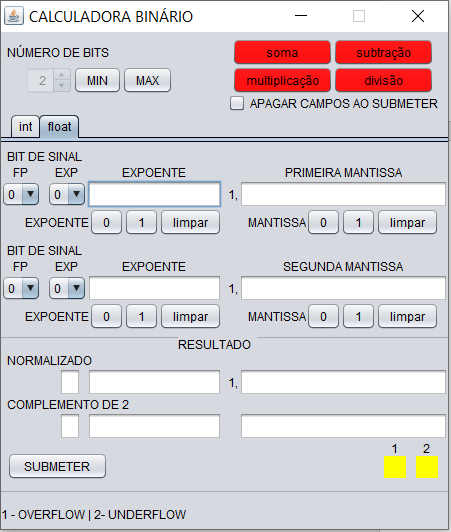 CALCULADORA BINÁRIO
NÚMERO DE BITS soma subtração
2 MIN MAX multiplicação divisão
APAGAR CAMPOS AO SUBMETER
int float
BIT DE SINAL
FP EXP EXPOENTE PRIMEIRA MANTISSA
0 0 1,
EXPOENTE 0 1 limpar MANTISSA 0 1 limpar
BIT DE SINAL
FP EXP EXPOENTE SEGUNDA MANTISSA
0 0 1,
EXPOENTE 0 1 limpar MANTISSA 0 1 limpar
RESULTADO
NORMALIZADO
1,
COMPLEMENTO DE 2
1 2
SUBMETER
1 - OVERFLOW | 2- UNDERFLOW